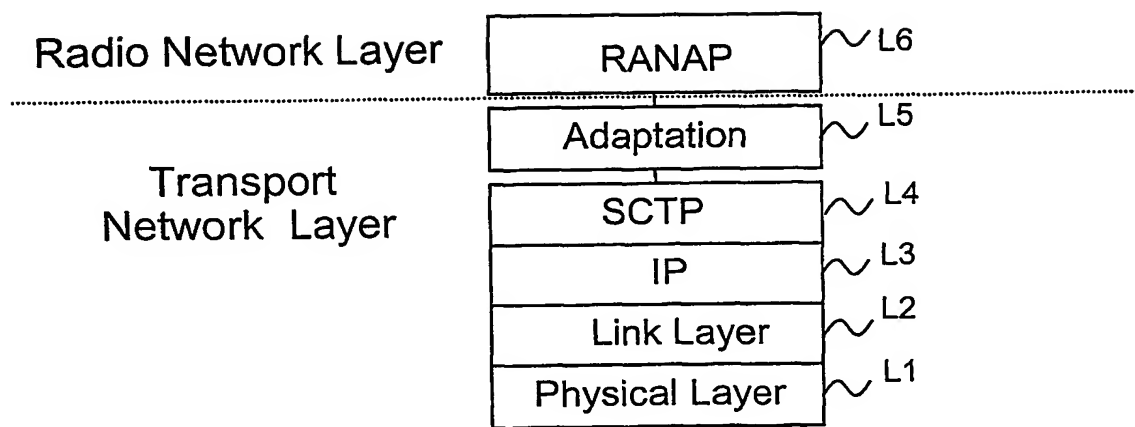 Radio Network Layer
RANAP
L6
Adaptation
L5
Transport
Network Layer
SCTP
L4
IP
L3
Link Layer
L2
Physical Layer
L1